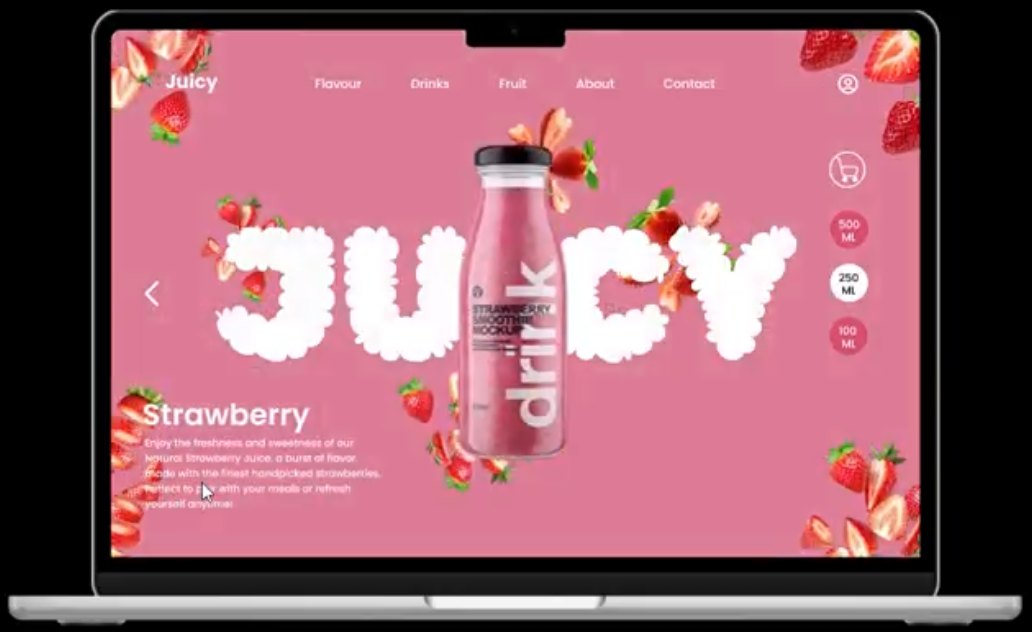 Juicy
Flavour
Drinks
Fruit
About
Contact
JUICY
500
ML
250
ML
100
ML
STRAWBERRY
SMOOTHIE
MOCKUP
drink
Strawberry
Enjoy the freshness and sweetness of our
Natural Strawberry Juice, a burst of flavor
made with the finest handpicked strawberries.
Perfect to with your meals or refresh
yourself anytime!